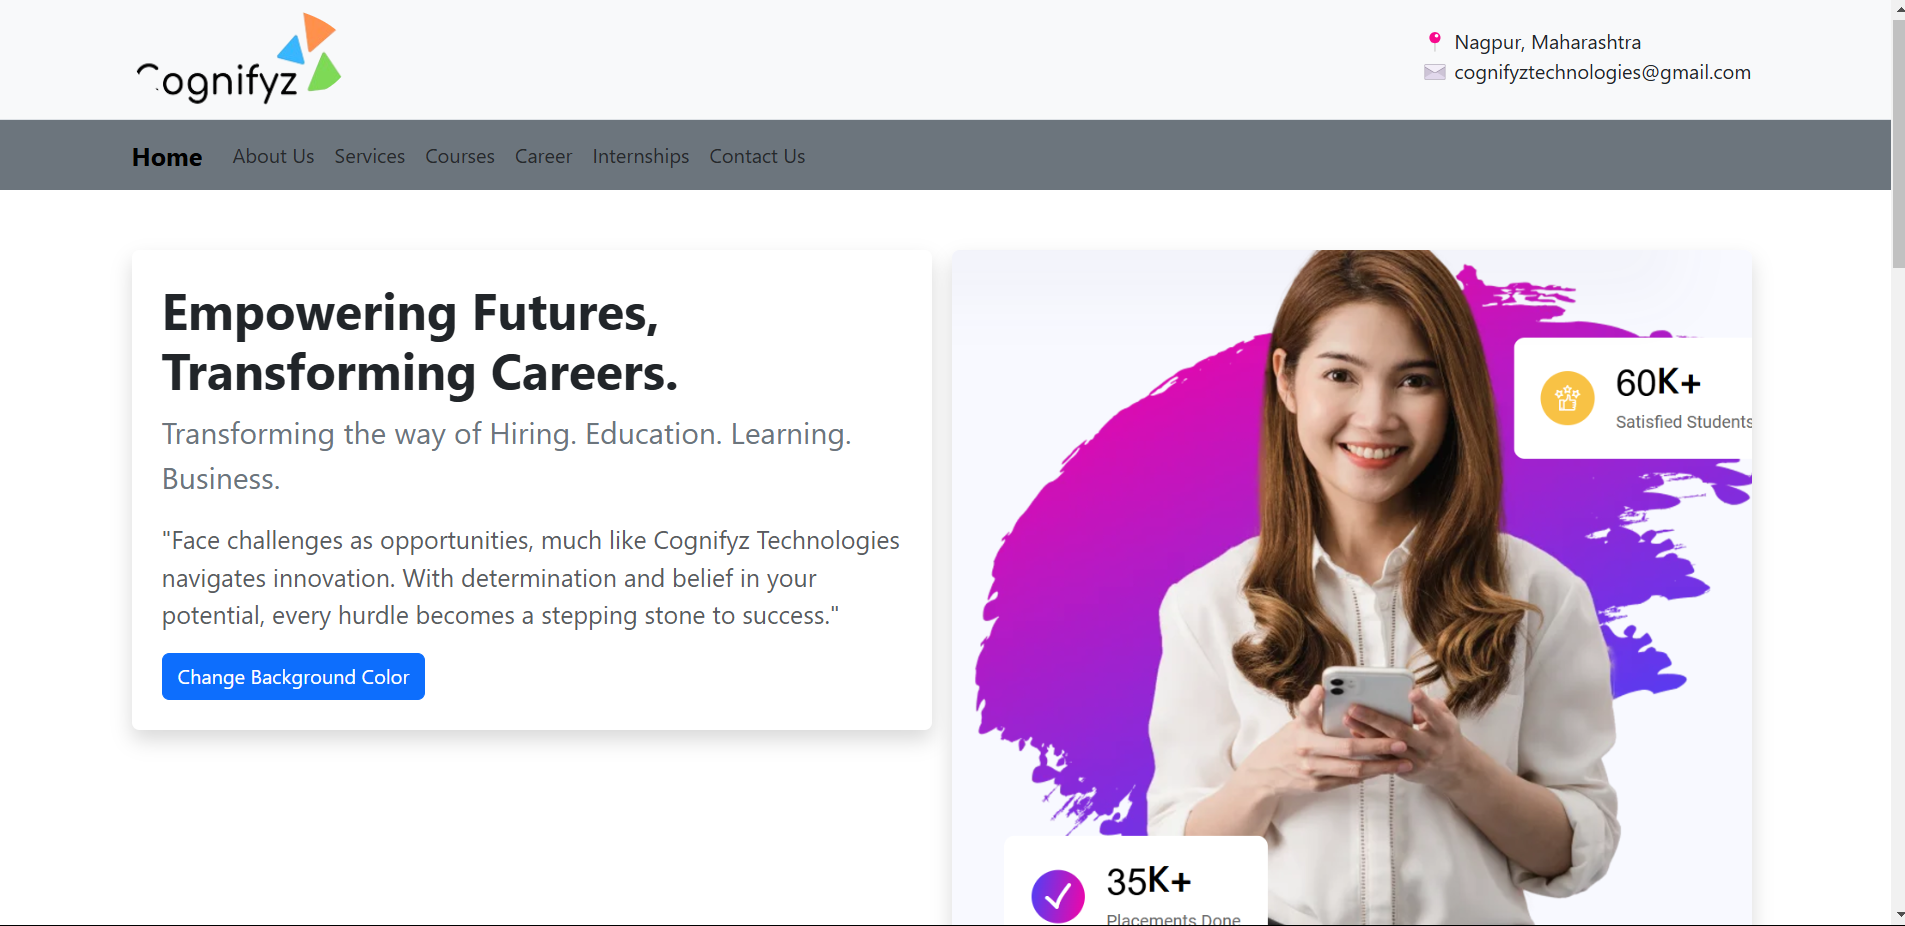 Cognifyz
Nagpur, Maharashtra
cognifyztechnologies@gmail.com
Home About Us Services Courses Career Internships Contact Us
Empowering Futures,
Transforming Careers.
Transforming the way of Hiring. Education. Learning.
Business.
"Face challenges as opportunities, much like Cognifyz Technologies
navigates innovation. With determination and belief in your
potential, every hurdle becomes a stepping stone to success."
Change Background Color
60K+
Satisfied Students
35K+
Placements Done